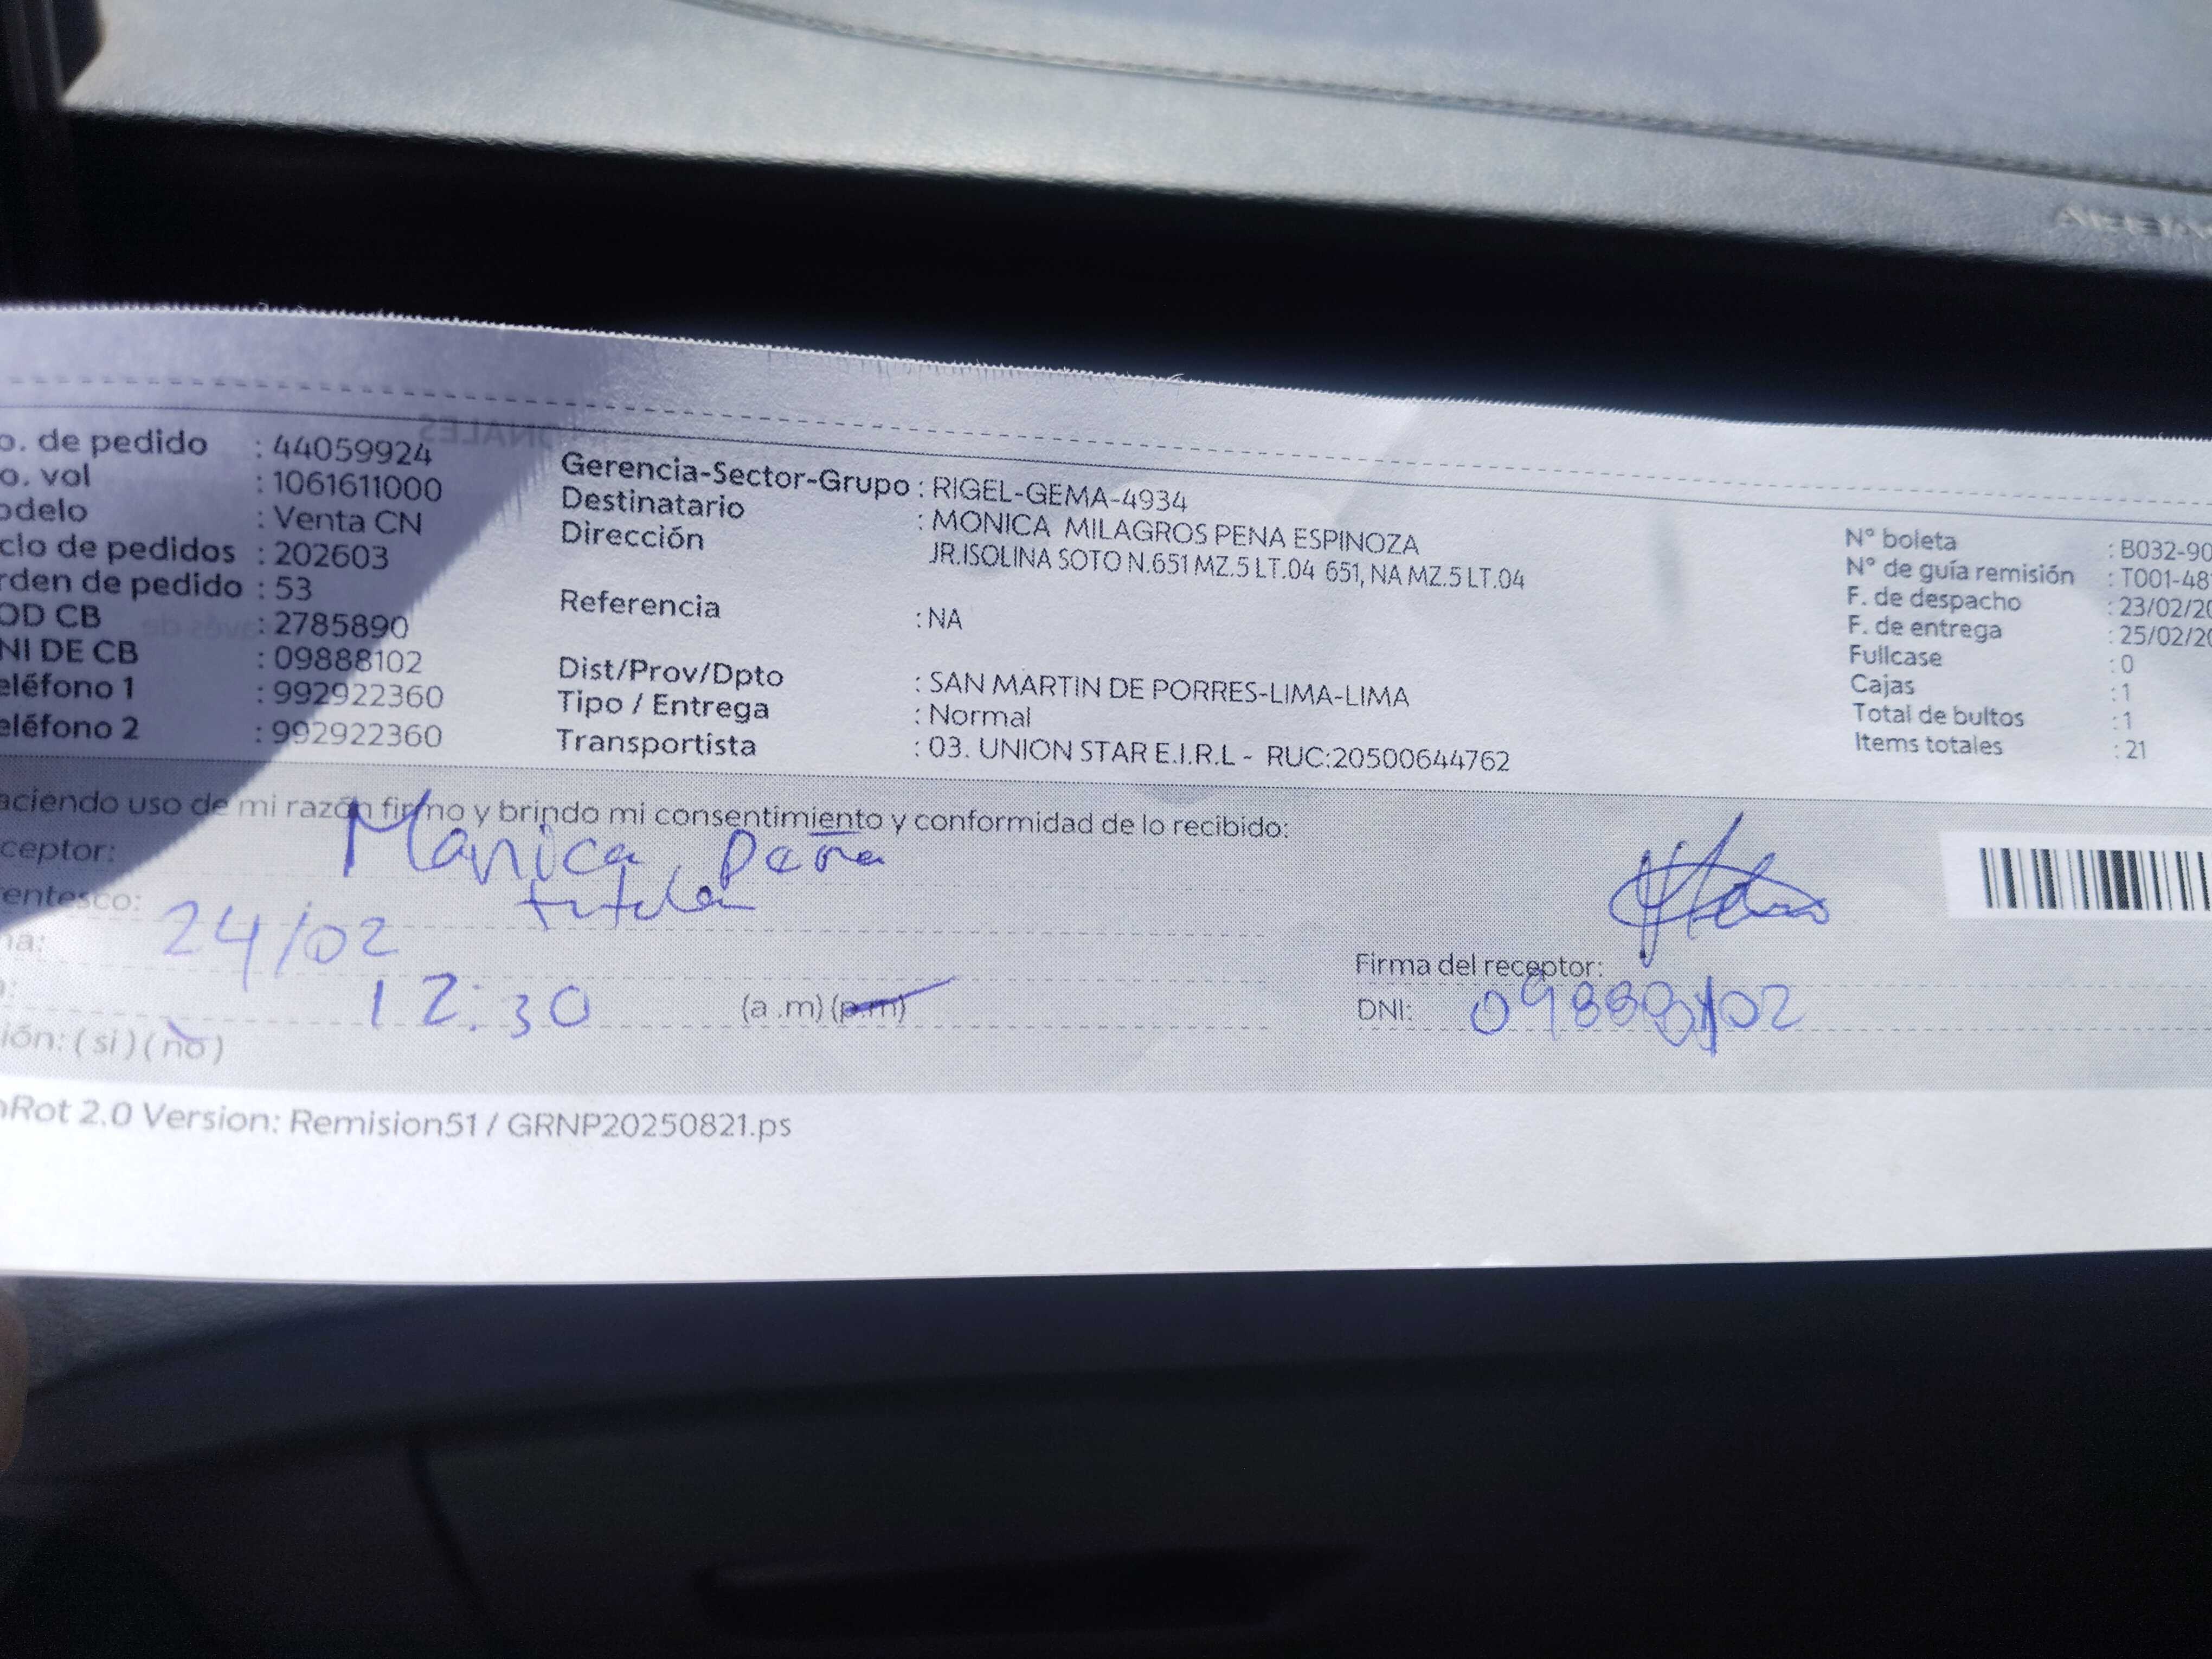 o. de pedido : 44059924
o. vol : 1061611000
odelo : Venta CN
clo de pedidos : 202603
rden de pedido : 53
OD CB : 2785890
NI DE CB : 09888102
eléfono 1 : 992922360
eléfono 2 : 992922360
Gerencia-Sector-Grupo : RIGEL-GEMA-4934
Destinatario : MONICA MILAGROS PENA ESPINOZA
Dirección JR.ISOLINA SOTO N.651 MZ.5 LT.04 651, NA MZ.5 LT.04
Referencia : NA
Dist/Prov/Dpto : SAN MARTIN DE PORRES-LIMA-LIMA
Tipo / Entrega : Normal
Transportista : 03. UNION STAR E.I.R.L - RUC:20500644762
N° boleta : B032-90
N° de guía remisión : T001-48
F. de despacho : 23/02/20
F. de entrega : 25/02/20
Fullcase : 0
Cajas : 1
Total de bultos : 1
Items totales : 21
aciendo uso de mi razón firmo y brindo mi consentimiento y conformidad de lo recibido:
ceptor: Monica Peña
entesco: titular
ha: 24/02
a: 12:30 (a .m) (p.m)
ión: ( si ) ( no )
Firma del receptor:
DNI: 09888102
nRot 2.0 Version: Remision51 / GRNP20250821.ps